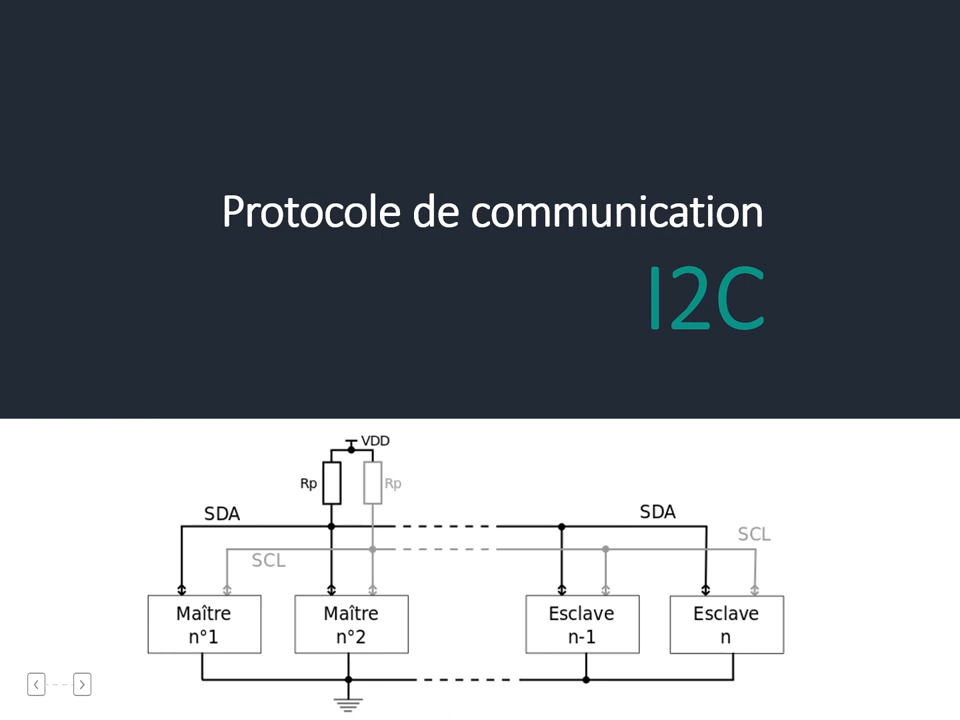 Protocole de communication
I2C
VDD
Rp
Rp
SDA
SDA
SCL
SCL
Maître
n°1
Maître
n°2
Esclave
n-1
Esclave
n